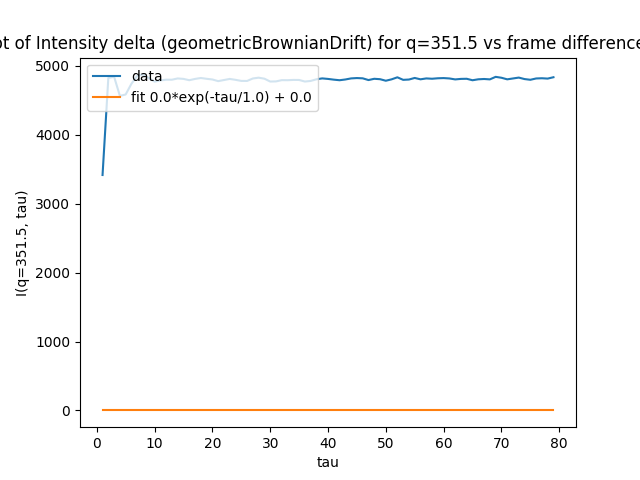 of Intensity delta (geometricBrownianDrift) for q=351.5 vs frame difference
data
fit 0.0*exp(-tau/1.0) + 0.0
5000
4000
3000
2000
1000
0
I(q=351.5, tau)
0 10 20 30 40 50 60 70 80
tau